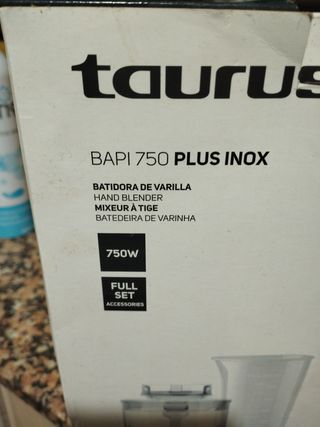 taurus
BAPI 750 PLUS INOX
BATIDORA DE VARILLA
HAND BLENDER
MIXEUR À TIGE
BATEDEIRA DE VARINHA
750W
FULL
SET
ACCESSORIES